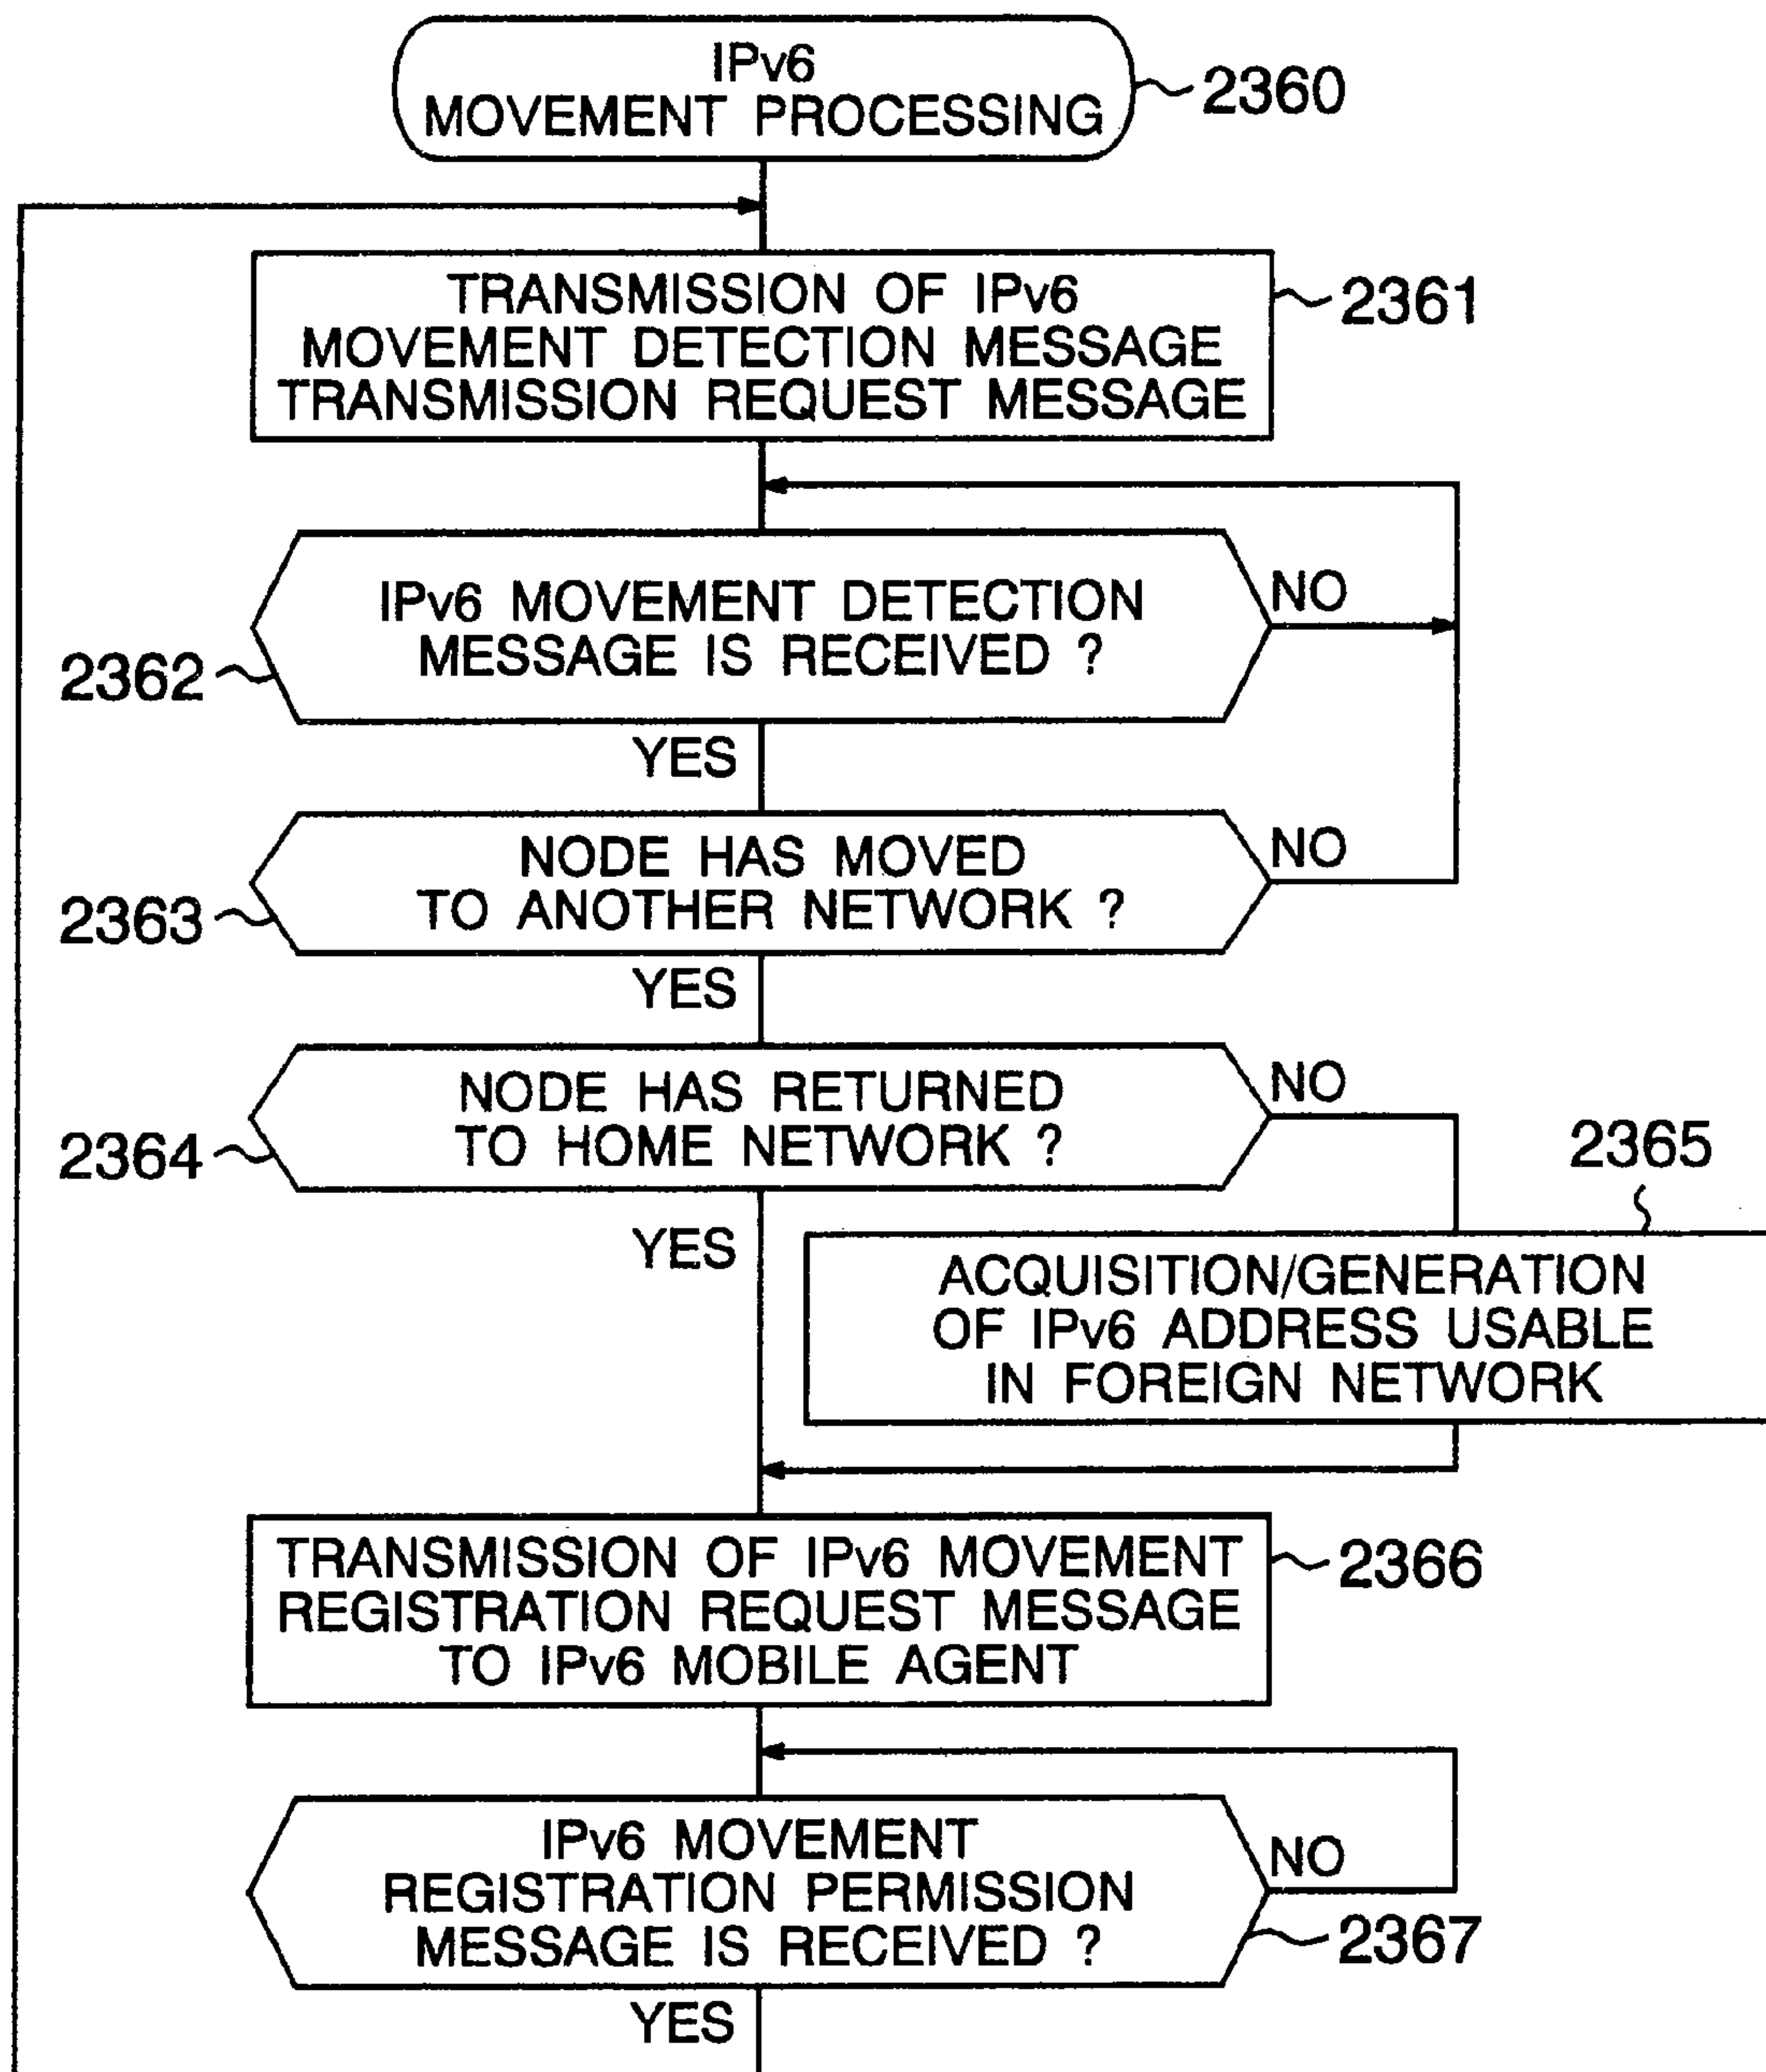 IPv6
MOVEMENT PROCESSING
2360
TRANSMISSION OF IPv6
MOVEMENT DETECTION MESSAGE
TRANSMISSION REQUEST MESSAGE
2361
IPv6 MOVEMENT DETECTION
MESSAGE IS RECEIVED ?
NO
2362
YES
NODE HAS MOVED
TO ANOTHER NETWORK ?
NO
2363
YES
NODE HAS RETURNED
TO HOME NETWORK ?
NO
2364
YES
2365
ACQUISITION/GENERATION
OF IPv6 ADDRESS USABLE
IN FOREIGN NETWORK
TRANSMISSION OF IPv6 MOVEMENT
REGISTRATION REQUEST MESSAGE
TO IPv6 MOBILE AGENT
2366
IPv6 MOVEMENT
REGISTRATION PERMISSION
MESSAGE IS RECEIVED ?
NO
2367
YES